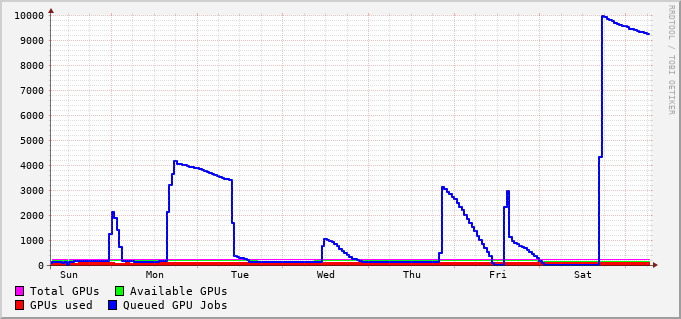 10000
9000
8000
7000
6000
5000
4000
3000
2000
1000
0
Sun Mon Tue Wed Thu Fri Sat
Total GPUs Available GPUs
GPUs used Queued GPU Jobs
RRDTOOL / TOBI OETIKER